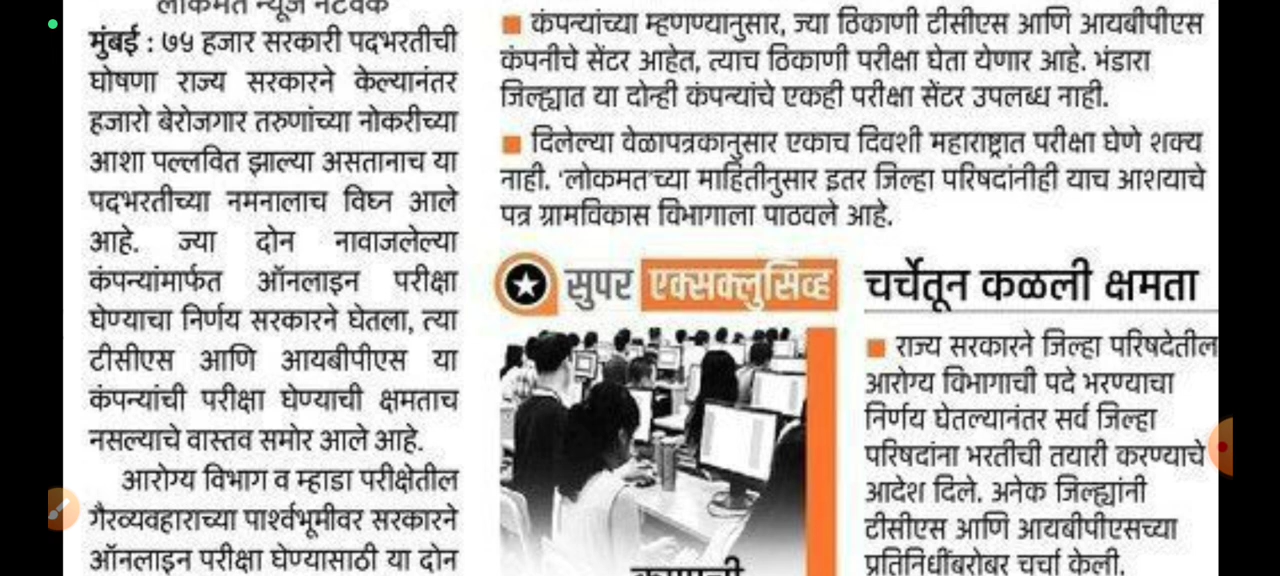 लोकमत न्यूज नेटवर्क
मुंबई : ७५ हजार सरकारी पदभरतीची
घोषणा राज्य सरकारने केल्यानंतर
हजारो बेरोजगार तरुणांच्या नोकरीच्या
आशा पल्लवित झाल्या असतानाच या
पदभरतीच्या नमनालाच विघ्न आले
आहे. ज्या दोन नावाजलेल्या
कंपन्यांमार्फत ऑनलाइन परीक्षा
घेण्याचा निर्णय सरकारने घेतला, त्या
टीसीएस आणि आयबीपीएस या
कंपन्यांची परीक्षा घेण्याची क्षमताच
नसल्याचे वास्तव समोर आले आहे.
आरोग्य विभाग व म्हाडा परीक्षेतील
गैरव्यवहाराच्या पार्श्वभूमीवर सरकारने
ऑनलाइन परीक्षा घेण्यासाठी या दोन
कंपन्यांच्या म्हणण्यानुसार, ज्या ठिकाणी टीसीएस आणि आयबीपीएस
कंपनीचे सेंटर आहेत, त्याच ठिकाणी परीक्षा घेता येणार आहे. भंडारा
जिल्ह्यात या दोन्ही कंपन्यांचे एकही परीक्षा सेंटर उपलब्ध नाही.
दिलेल्या वेळापत्रकानुसार एकाच दिवशी महाराष्ट्रात परीक्षा घेणे शक्य
नाही. 'लोकमत'च्या माहितीनुसार इतर जिल्हा परिषदांनीही याच आशयाचे
पत्र ग्रामविकास विभागाला पाठवले आहे.
सुपर एक्सक्लुसिव्ह
चर्चेतून कळली क्षमता
राज्य सरकारने जिल्हा परिषदेतील
आरोग्य विभागाची पदे भरण्याचा
निर्णय घेतल्यानंतर सर्व जिल्हा
परिषदांना भरतीची तयारी करण्याचे
आदेश दिले. अनेक जिल्ह्यांनी
टीसीएस आणि आयबीपीएसच्या
प्रतिनिधींबरोबर चर्चा केली.